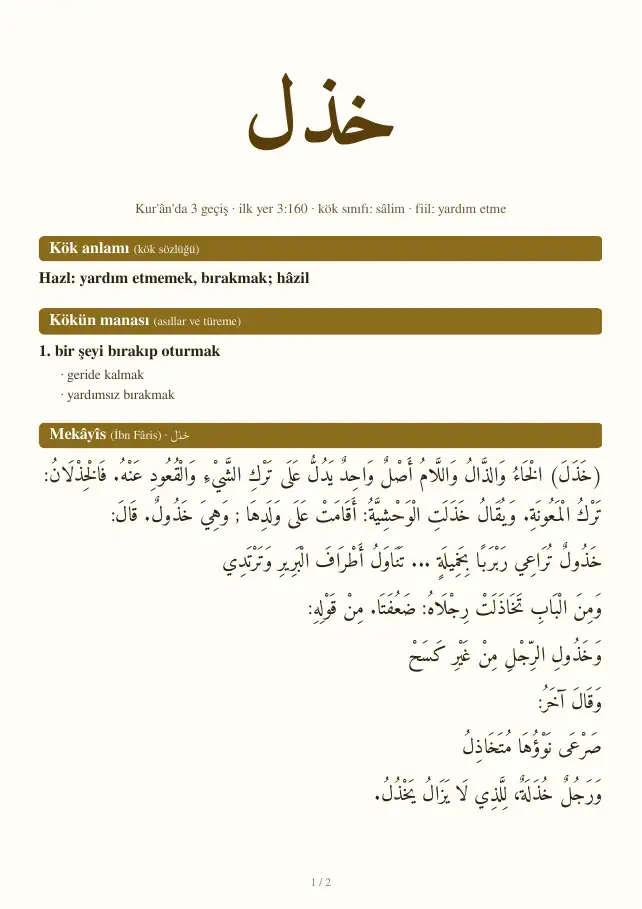 خذل
Kur'ân'da 3 geçiş · ilk yer 3:160 · kök sınıfı: sâlim · fiil: yardım etme
Kök anlamı (kök sözlüğü)
Hazl: yardım etmemek, bırakmak; hâzil
Kökün manası (asıllar ve türeme)
1. bir şeyi bırakıp oturmak
· geride kalmak
· yardımsız bırakmak
Mekâyîs (İbn Fâris) · خَذَلَ
(خَذَلَ) الْخَاءُ وَالذَّالُ وَاللَّامُ أَصْلٌ وَاحِدٌ يَدُلُّ عَلَى تَرْكِ الشَّيْءِ وَالْقُعُودِ عَنْهُ. فَالْخِذْلَانُ:
تَرْكُ الْمَعُونَةِ. وَيُقَالُ خَذَلَتِ الْوَحْشِيَّةُ: أَقَامَتْ عَلَى وَلَدِهَا ; وَهِيَ خَذُولٌ. قَالَ:
خَذُولٌ تُرَاعِي رَبْرَبًا بِخَمِيلَةٍ ... تَنَاوَلُ أَطْرَافَ الْبَرِيرِ وَتَرْتَدِي
وَمِنَ الْبَابِ تَخَاذَلَتْ رِجْلَاهُ: ضَعُفَتَا. مِنْ قَوْلِهِ:
وَخَذُولِ الرِّجْلِ مِنْ غَيْرِ كَسَحْ
وَقَالَ آخَرُ:
صَرْعَى نَوْؤُهَا مُتَخَاذِلُ
وَرَجُلٌ خُذَلَةٌ، لِلَّذِي لَا يَزَالُ يَخْذُلُ.
1 / 2